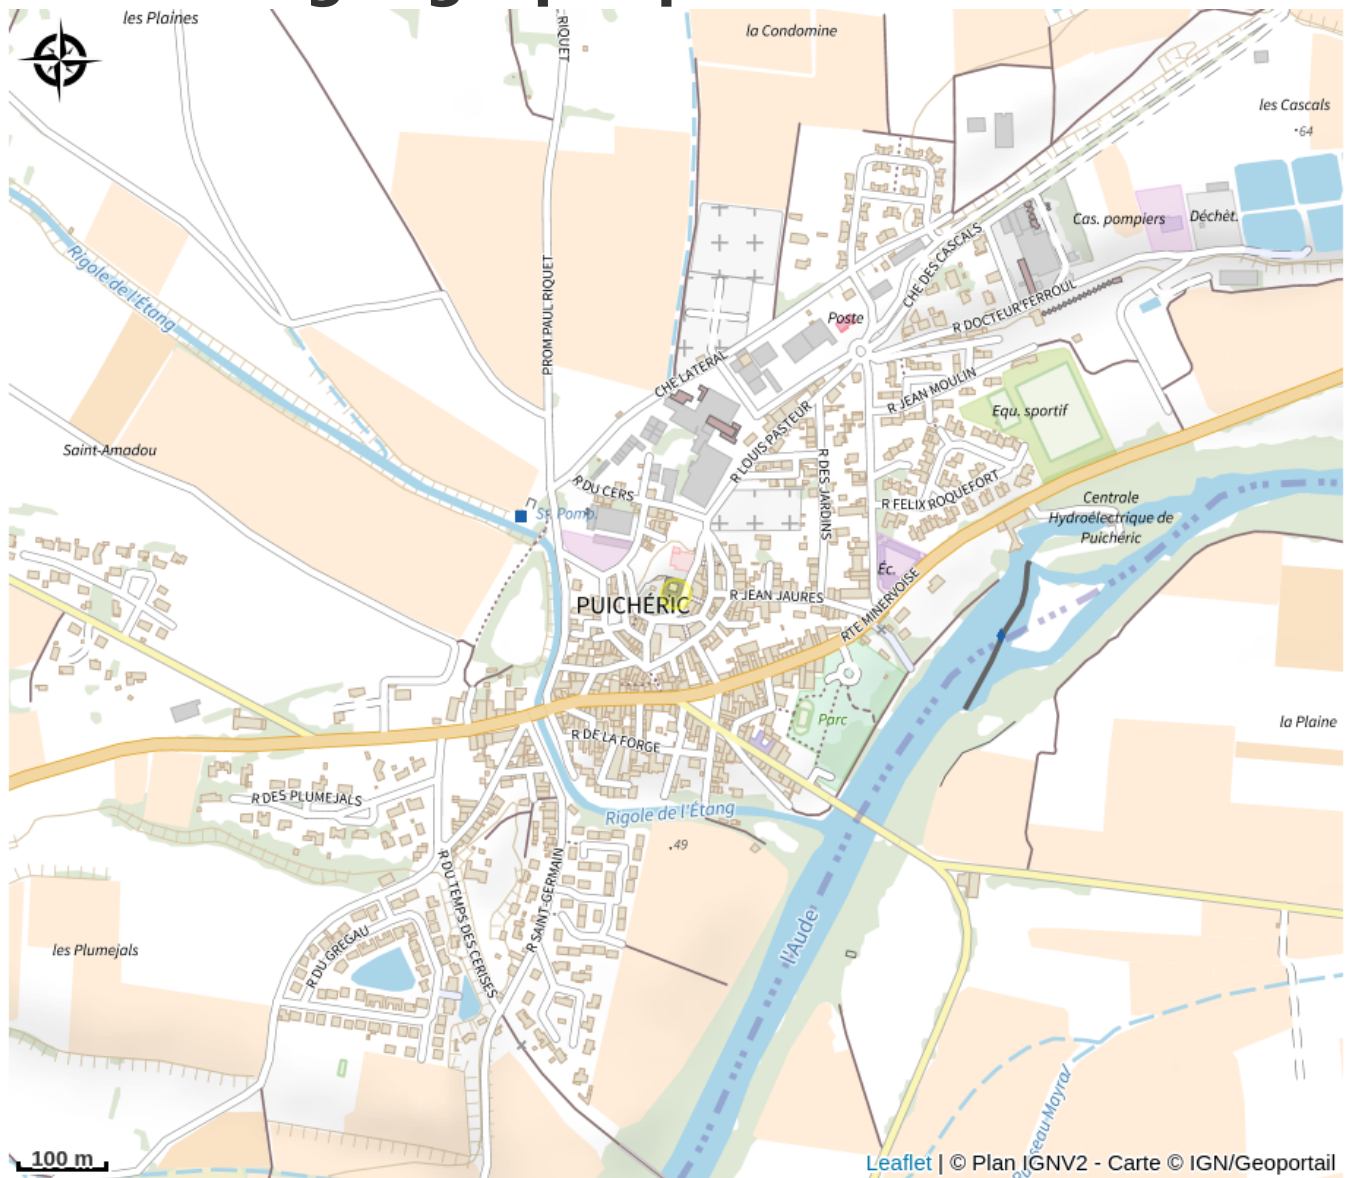 les Plaines
RIQUET
la Condomine
les Cascals
64
Cas. pompiers
Déchèt.
Rigole de l'Étang
PROM PAUL RIQUET
CHE DES CASCALS
R DOCTEUR FERROUL
Poste
CHE LATERAL
R JEAN MOULIN
Equ. sportif
R LOUIS PASTEUR
Saint-Amadou
R DES JARDINS
R DU CERS
R FELIX ROQUEFORT
Centrale
Hydroélectrique de
Puichéric
St. Pomp.
Éc.
PUICHÉRIC
R JEAN JAURES
RTE MINERVOISE
Parc
la Plaine
R DE LA FORGE
R DES PLUMEJALS
Rigole de l'Étang
49
R DU TEMPS DES CERISES
R SAINT-GERMAIN
l'Aude
R DU GREGAU
les Plumejals
Ruisseau Mayral
100 m
Leaflet | © Plan IGNV2 - Carte © IGN/Geoportail